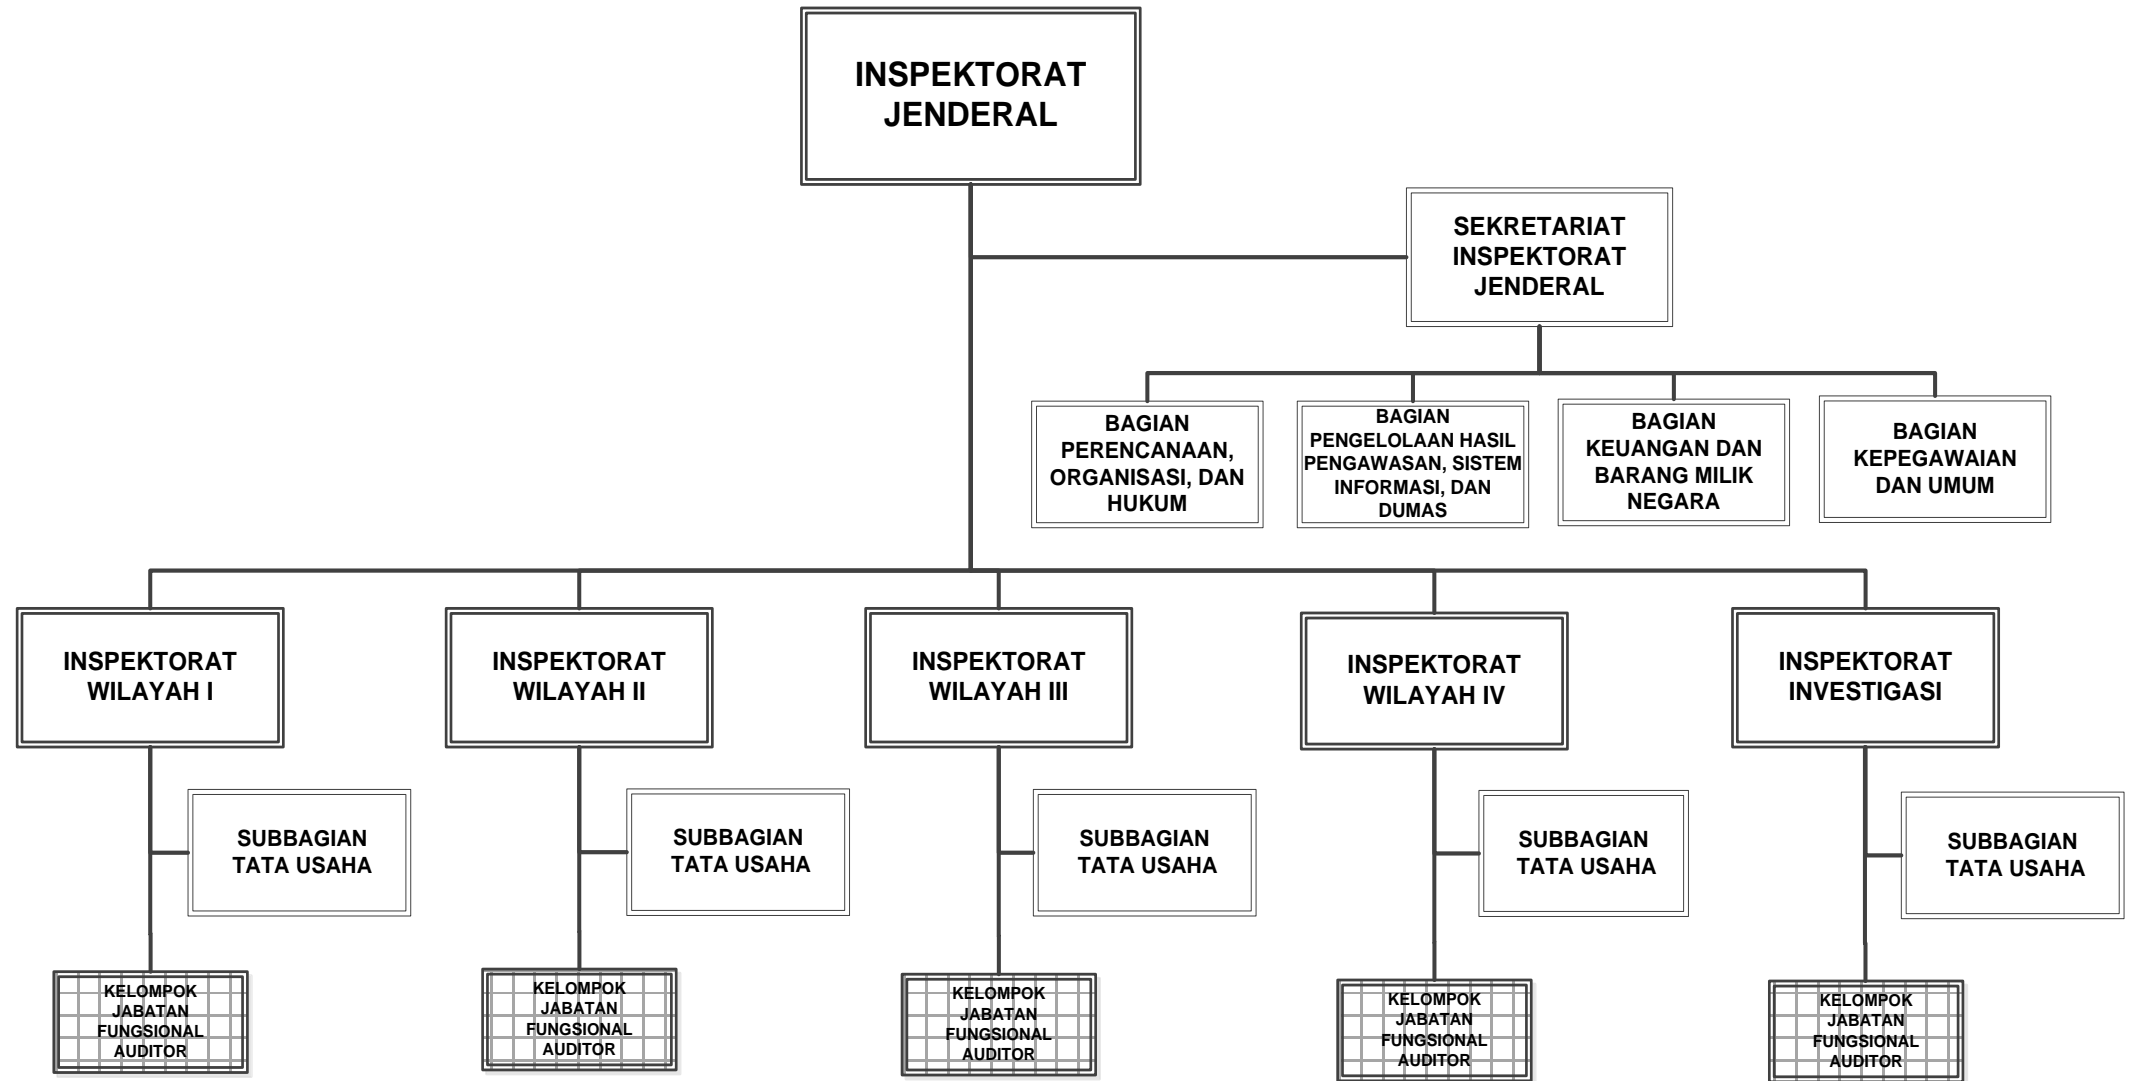 INSPEKTORAT
JENDERAL
SEKRETARIAT
INSPEKTORAT
JENDERAL
BAGIAN
PERENCANAAN,
ORGANISASI, DAN
HUKUM
BAGIAN
PENGELOLAAN HASIL
PENGAWASAN, SISTEM
INFORMASI, DAN
DUMAS
BAGIAN
KEUANGAN DAN
BARANG MILIK
NEGARA
BAGIAN
KEPEGAWAIAN
DAN UMUM
INSPEKTORAT
WILAYAH I
INSPEKTORAT
WILAYAH II
INSPEKTORAT
WILAYAH III
INSPEKTORAT
WILAYAH IV
INSPEKTORAT
INVESTIGASI
SUBBAGIAN
TATA USAHA
SUBBAGIAN
TATA USAHA
SUBBAGIAN
TATA USAHA
SUBBAGIAN
TATA USAHA
SUBBAGIAN
TATA USAHA
KELOMPOK
JABATAN
FUNGSIONAL
AUDITOR
KELOMPOK
JABATAN
FUNGSIONAL
AUDITOR
KELOMPOK
JABATAN
FUNGSIONAL
AUDITOR
KELOMPOK
JABATAN
FUNGSIONAL
AUDITOR
KELOMPOK
JABATAN
FUNGSIONAL
AUDITOR